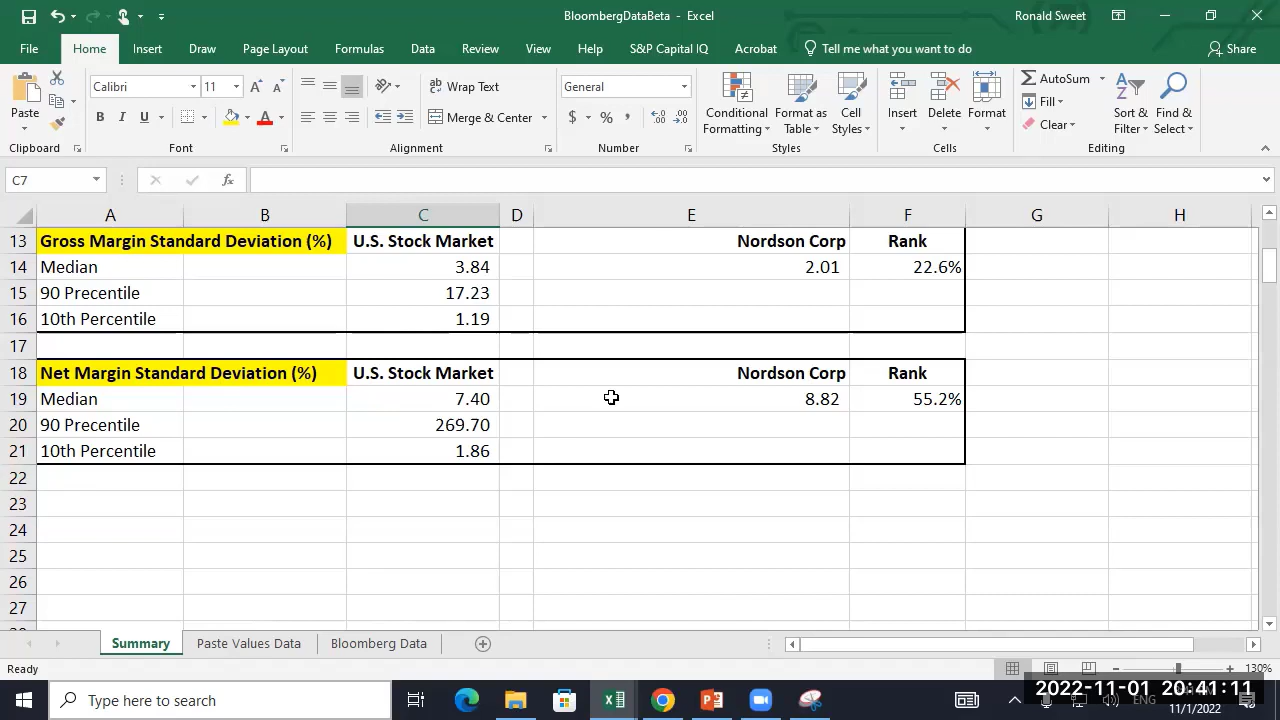 BloombergDataBeta - Excel
Ronald Sweet
File Home Insert Draw Page Layout Formulas Data Review View Help S&P Capital IQ Acrobat Tell me what you want to do Share
Paste
Clipboard
Calibri 11
B I U
Font
ab Wrap Text
Merge & Center
Alignment
General
$ % ,
Number
Conditional Formatting
Format as Table
Cell Styles
Styles
Insert Delete Format
Cells
AutoSum
Fill
Clear
Sort & Filter
Find & Select
Editing
C7 fx
A B C D E F G H
13 Gross Margin Standard Deviation (%) U.S. Stock Market Nordson Corp Rank
14 Median 3.84 2.01 22.6%
15 90 Precentile 17.23
16 10th Percentile 1.19
17
18 Net Margin Standard Deviation (%) U.S. Stock Market Nordson Corp Rank
19 Median 7.40 8.82 55.2%
20 90 Precentile 269.70
21 10th Percentile 1.86
22
23
24
25
26
27
Summary Paste Values Data Bloomberg Data
Ready
130%
Type here to search
2022-11-01 20:41:11
ENG
11/1/2022